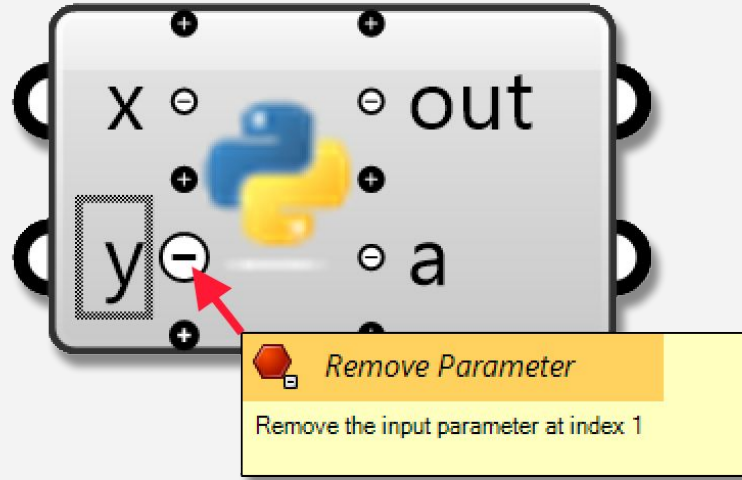 x out
y a
Remove Parameter
Remove the input parameter at index 1